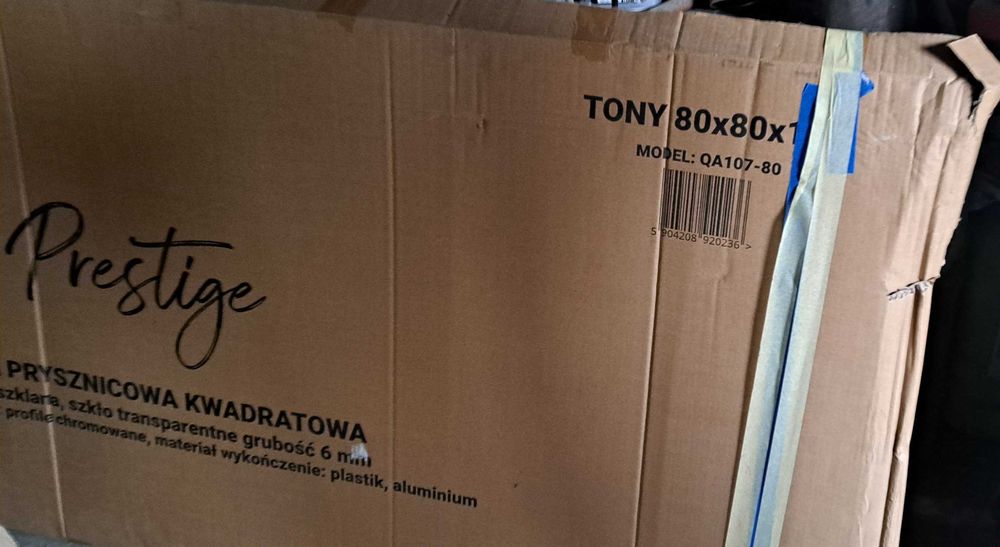 TONY 80x80x1
MODEL: QA107-80
5 904208 920236 >
Prestige
PRYSZNICOWA KWADRATOWA
szklana, szkło transparentne grubość 6 mm
profile chromowane, materiał wykończenie: plastik, aluminium